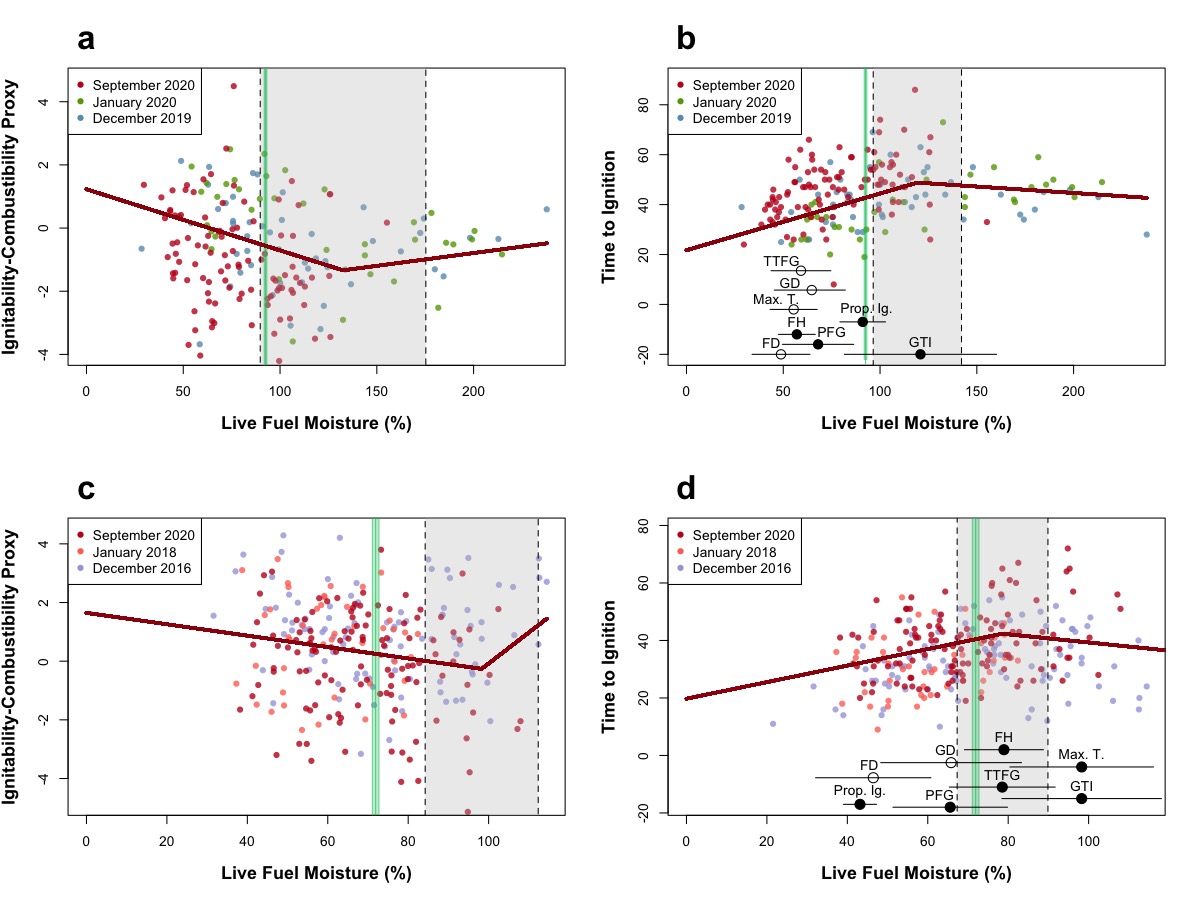 a
September 2020
January 2020
December 2019
Ignitability-Combustibility Proxy
4
2
0
-2
-4
0 50 100 150 200
Live Fuel Moisture (%)
b
September 2020
January 2020
December 2019
Time to Ignition
80
60
40
20
0
-20
TTFG
GD
Max. T.
Prop. Ig.
FH
PFG
FD
GTI
0 50 100 150 200
Live Fuel Moisture (%)
c
September 2020
January 2018
December 2016
Ignitability-Combustibility Proxy
4
2
0
-2
-4
0 20 40 60 80 100
Live Fuel Moisture (%)
d
September 2020
January 2018
December 2016
Time to Ignition
80
60
40
20
0
-20
FH
GD
Max. T.
FD
TTFG
Prop. Ig.
PFG
GTI
0 20 40 60 80 100
Live Fuel Moisture (%)